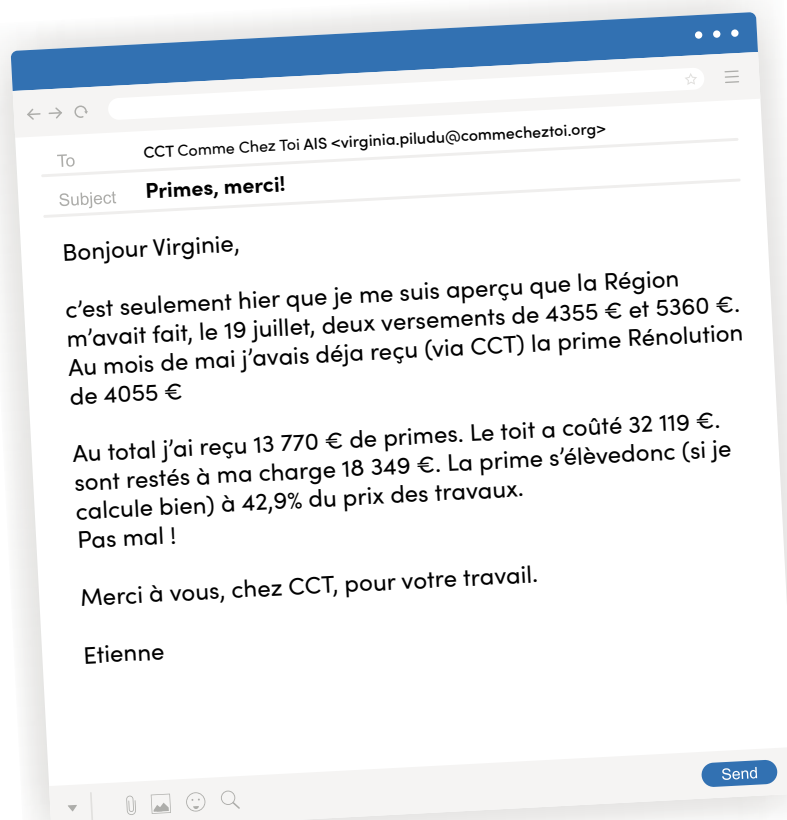 To CCT Comme Chez Toi AIS <virginia.piludu@commecheztoi.org>
Subject Primes, merci!
Bonjour Virginie,
c’est seulement hier que je me suis aperçu que la Région
m’avait fait, le 19 juillet, deux versements de 4355 € et 5360 €.
Au mois de mai j’avais déja reçu (via CCT) la prime Rénolution
de 4055 €
Au total j’ai reçu 13 770 € de primes. Le toit a coûté 32 119 €.
sont restés à ma charge 18 349 €. La prime s’élèvedonc (si je
calcule bien) à 42,9% du prix des travaux.
Pas mal !
Merci à vous, chez CCT, pour votre travail.
Etienne
Send